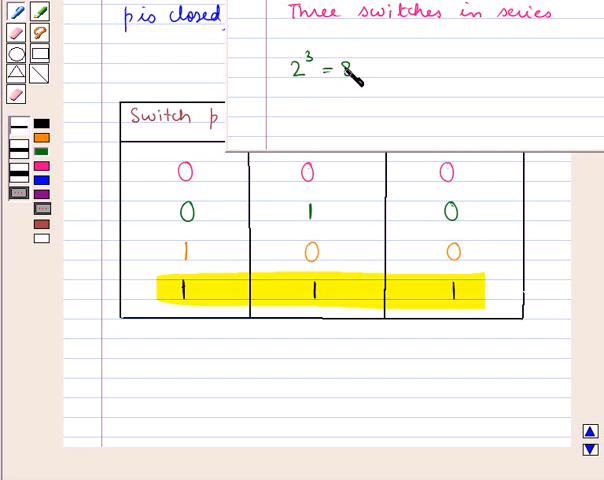 p is closed,
Three switches in series
2³ = 8
Switch p
0 0 0
0 1 0
1 0 0
1 1 1